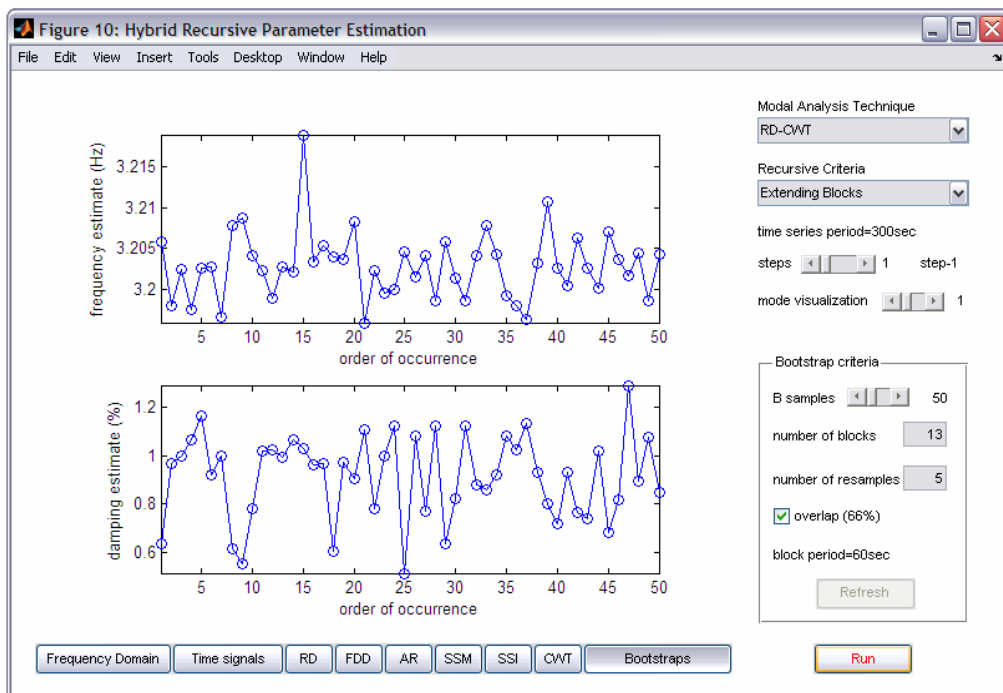 Figure 10: Hybrid Recursive Parameter Estimation
File Edit View Insert Tools Desktop Window Help
frequency estimate (Hz)
3.215
3.21
3.205
3.2
5 10 15 20 25 30 35 40 45 50
order of occurrence
damping estimate (%)
1.2
1
0.8
0.6
5 10 15 20 25 30 35 40 45 50
order of occurrence
Modal Analysis Technique
RD-CWT
Recursive Criteria
Extending Blocks
time series period=300sec
steps 1 step-1
mode visualization 1
Bootstrap criteria
B samples 50
number of blocks 13
number of resamples 5
overlap (66%)
block period=60sec
Refresh
Frequency Domain Time signals RD FDD AR SSM SSI CWT Bootstraps Run